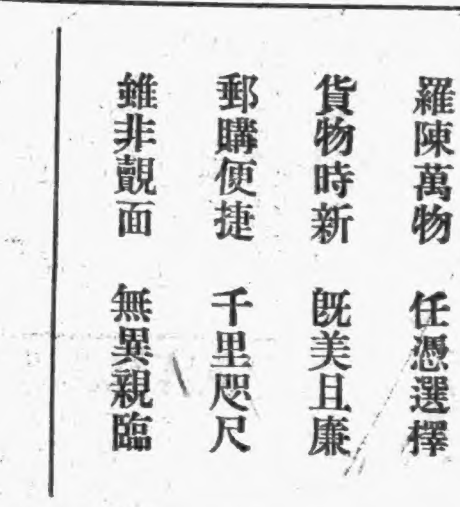 羅陳萬物　任憑選擇
貨物時新　既美且廉
郵購便捷　千里咫尺
雖非觀面　無異親臨